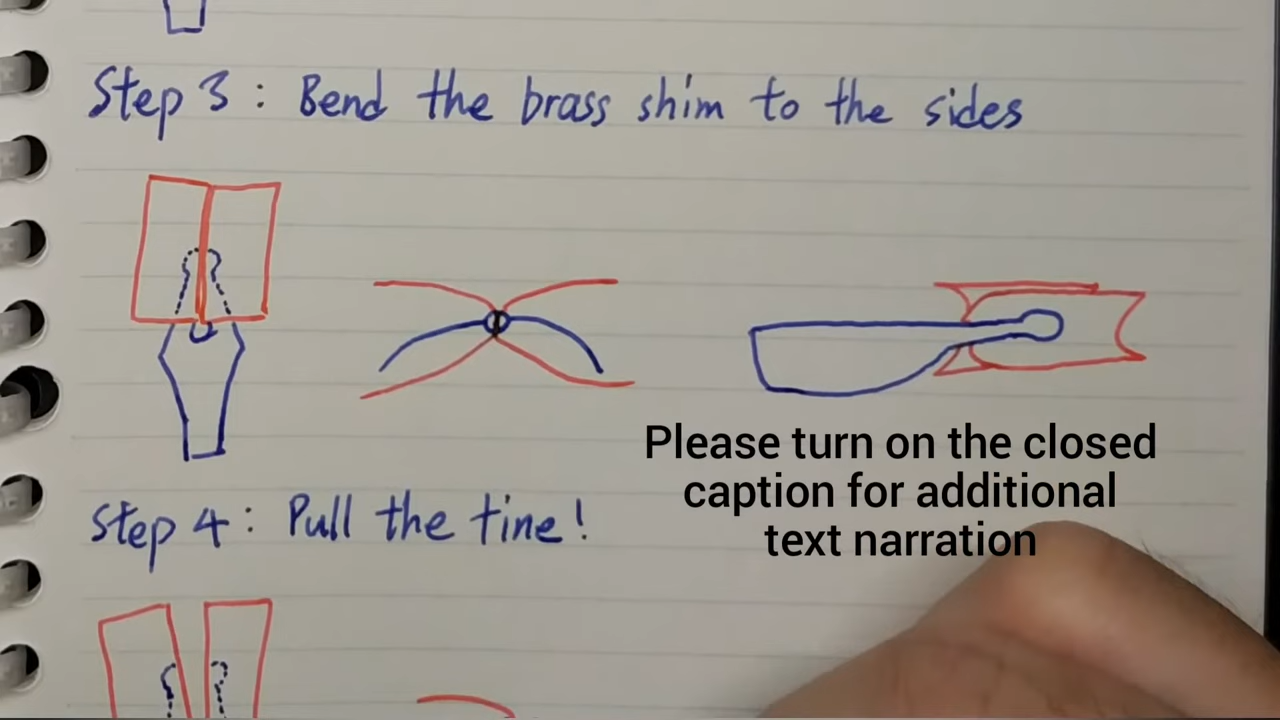 Step 3 : Bend the brass shim to the sides
Please turn on the closed
caption for additional
text narration
Step 4 : Pull the tine!